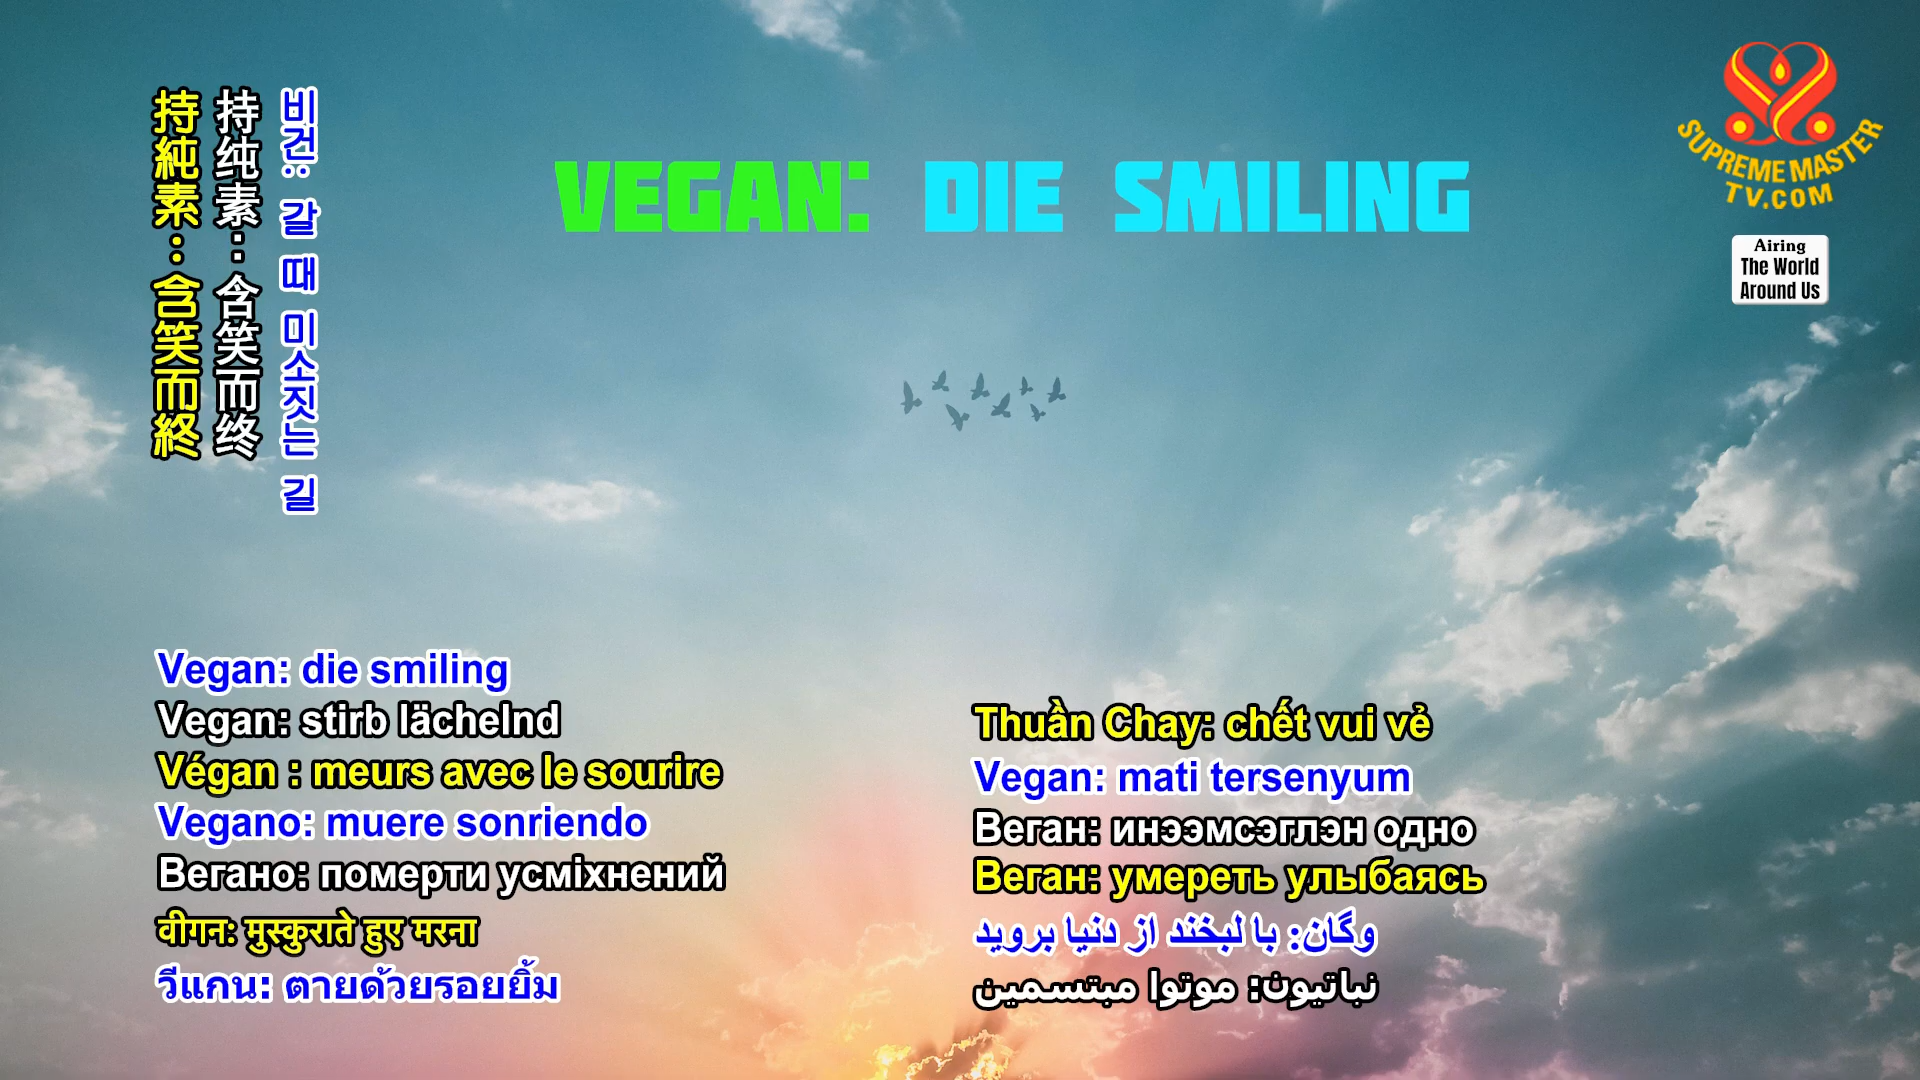 持純素：含笑而終
持纯素：含笑而终
비건: 갈 때 미소짓는 길
VEGAN: DIE SMILING
SUPREME MASTER
TV.COM
Airing
The World
Around Us
Vegan: die smiling
Vegan: stirb lächelnd
Végan : meurs avec le sourire
Vegano: muere sonriendo
Вегано: померти усміхнений
वीगन: मुस्कुराते हुए मरना
วีแกน: ตายด้วยรอยยิ้ม
Thuần Chay: chết vui vẻ
Vegan: mati tersenyum
Веган: инээмсэглэн одно
Веган: умереть улыбаясь
وگان: با لبخند از دنیا بروید
نباتيون: موتوا مبتسمين